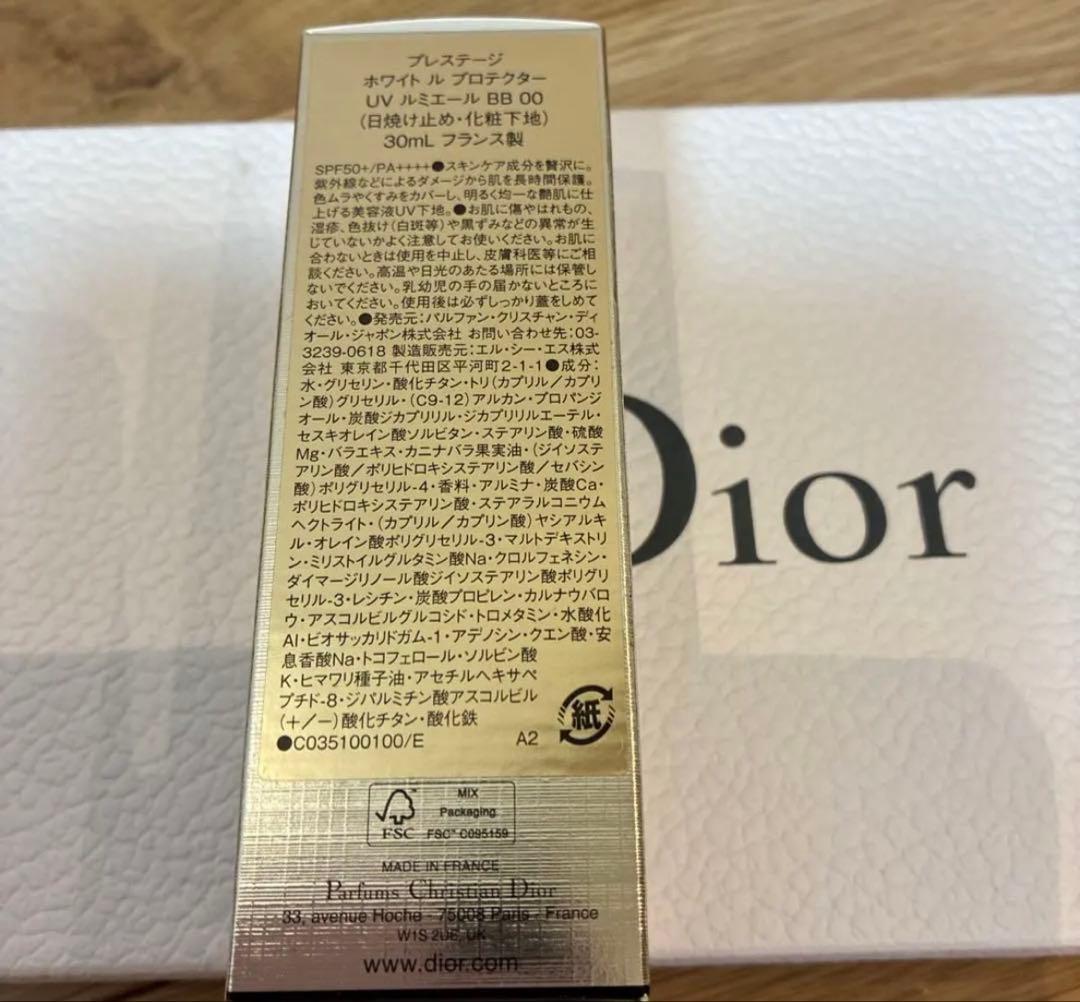 プレステージ
ホワイト ル プロテクター
UV ルミエール BB 00
(日焼け止め・化粧下地)
30mL フランス製
SPF50+/PA++++●スキンケア成分を贅沢に。
紫外線などによるダメージから肌を長時間保護。
色ムラやくすみをカバーし、明るく均一な艶肌に仕
上げる美容液UV下地。●お肌に傷やはれもの、
湿疹、色抜け(白斑等)や黒ずみなどの異常が生
じていないかよく注意してお使いください。お肌に
合わないときは使用を中止し、皮膚科医等にご相
談ください。高温や日光のあたる場所には保管し
ないでください。乳幼児の手の届かないところに
おいてください。使用後は必ずしっかり蓋をしめて
ください。●発売元:パルファン・クリスチャン・ディ
オール・ジャポン株式会社 お問い合わせ先:03-
3239-0618 製造販売元:エル・シー・エス株式
会社 東京都千代田区平河町2-1-1●成分:
水・グリセリン・酸化チタン・トリ(カプリル/カプリ
ン酸)グリセリル・(C9-12)アルカン・プロパンジ
オール・炭酸ジカプリリル・ジカプリリルエーテル・
セスキオレイン酸ソルビタン・ステアリン酸・硫酸
Mg・バラエキス・カニナバラ果実油・(ジイソステ
アリン酸/ポリヒドロキシステアリン酸/セバシン
酸)ポリグリセリル-4・香料・アルミナ・炭酸Ca・
ポリヒドロキシステアリン酸・ステアラルコニウム
ヘクトライト・(カプリル/カプリン酸)ヤシアルキ
ル・オレイン酸ポリグリセリル-3・マルトデキストリ
ン・ミリストイルグルタミン酸Na・クロルフェネシン・
ダイマージリノール酸ジイソステアリン酸ポリグリ
セリル-3・レシチン・炭酸プロピレン・カルナウバロ
ウ・アスコルビルグルコシド・トロメタミン・水酸化
Al・ビオサッカリドガム-1・アデノシン・クエン酸・安
息香酸Na・トコフェロール・ソルビン酸
K・ヒマワリ種子油・アセチルヘキサペ
プチド-8・ジパルミチン酸アスコルビル
(+/-)酸化チタン・酸化鉄
●C035100100/E A2
紙
MIX
Packaging
FSC FSC® C095159
MADE IN FRANCE
Parfums Christian Dior
33, avenue Hoche - 75008 Paris - France
W1S 2UE, UK
www.dior.com
Dior